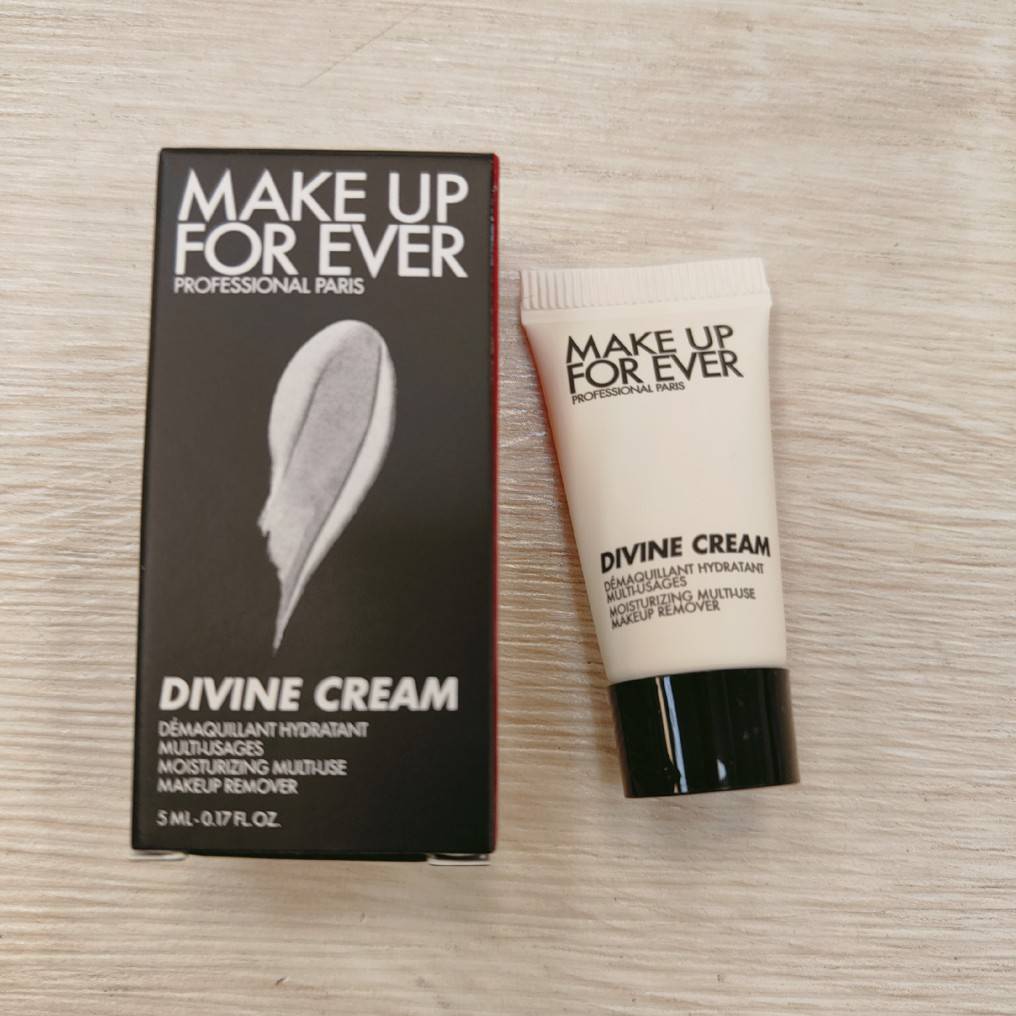 MAKE UP
FOR EVER
PROFESSIONAL PARIS
DIVINE CREAM
DÉMAQUILLANT HYDRATANT
MULTI-USAGES
MOISTURIZING MULTI-USE
MAKEUP REMOVER
5 ML - 0.17 FL. OZ.
MAKE UP
FOR EVER
PROFESSIONAL PARIS
DIVINE CREAM
DÉMAQUILLANT HYDRATANT
MULTI-USAGES
MOISTURIZING MULTI-USE
MAKEUP REMOVER